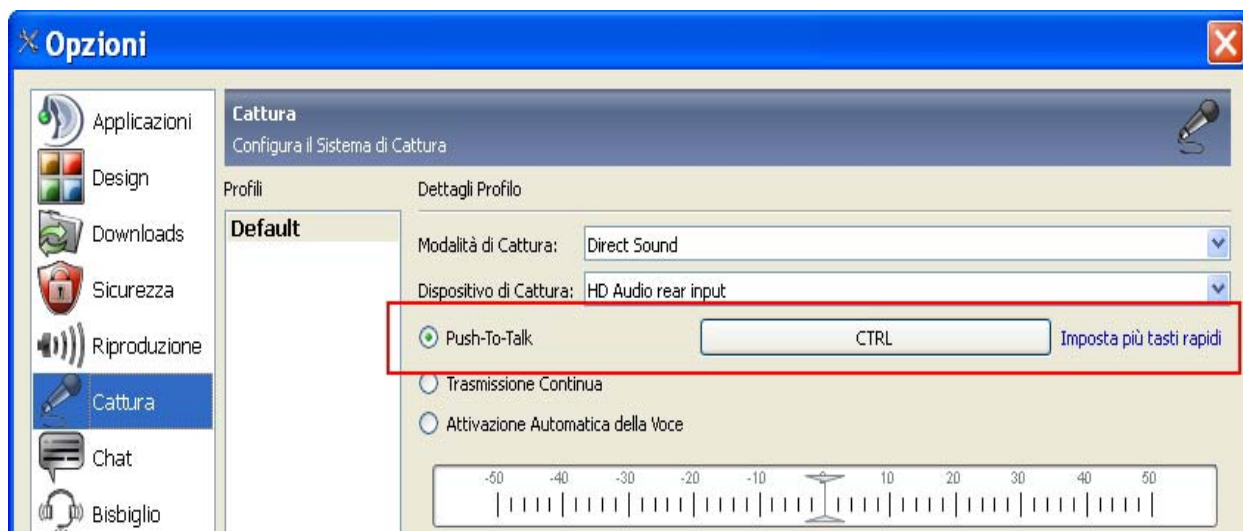 Opzioni
Applicazioni
Design
Downloads
Sicurezza
Riproduzione
Cattura
Chat
Bisbiglio
Cattura
Configura il Sistema di Cattura
Profili
Default
Dettagli Profilo
Modalità di Cattura: Direct Sound
Dispositivo di Cattura: HD Audio rear input
Push-To-Talk CTRL Imposta più tasti rapidi
Trasmissione Continua
Attivazione Automatica della Voce
-50 -40 -30 -20 -10 0 10 20 30 40 50